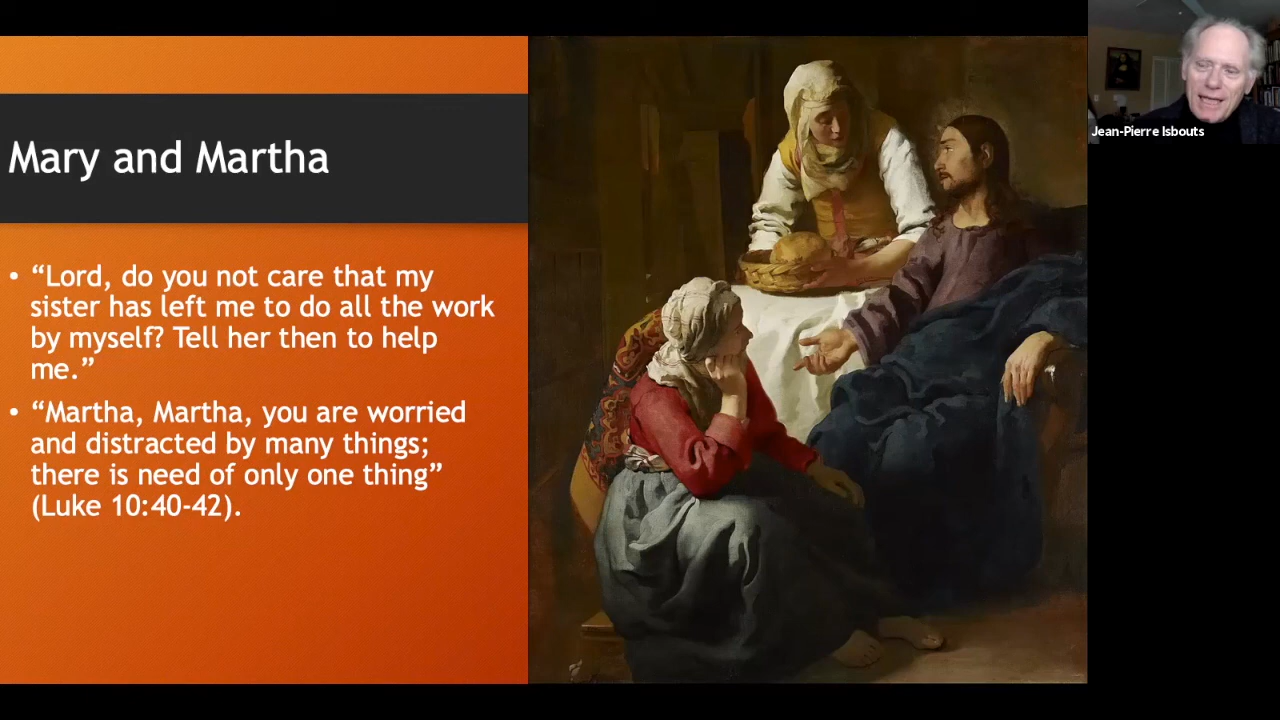 Mary and Martha
• “Lord, do you not care that my
sister has left me to do all the work
by myself? Tell her then to help
me.”
• “Martha, Martha, you are worried
and distracted by many things;
there is need of only one thing”
(Luke 10:40-42).
Jean-Pierre Isbouts